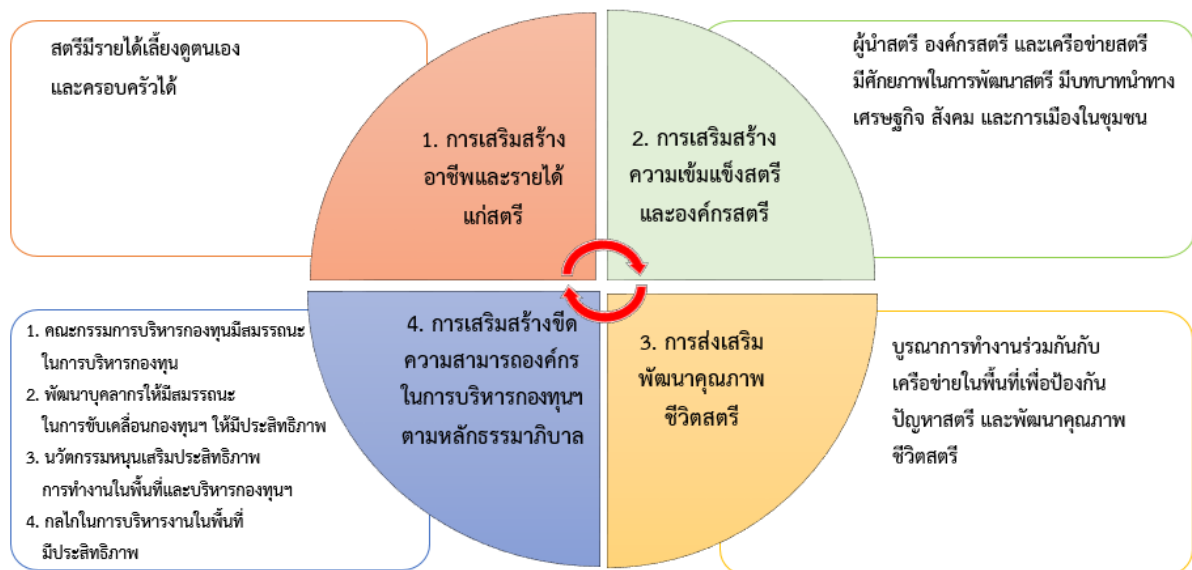 สตรีมีรายได้เลี้ยงดูตนเอง
และครอบครัวได้
1. การเสริมสร้าง
อาชีพและรายได้
แก่สตรี
2. การเสริมสร้าง
ความเข้มแข็งสตรี
และองค์กรสตรี
ผู้นำสตรี องค์กรสตรี และเครือข่ายสตรี
มีศักยภาพในการพัฒนาสตรี มีบทบาทนำทาง
เศรษฐกิจ สังคม และการเมืองในชุมชน
1. คณะกรรมการบริหารกองทุนมีสมรรถนะ
ในการบริหารกองทุน
2. พัฒนาบุคลากรให้มีสมรรถนะ
ในการขับเคลื่อนกองทุนฯ ให้มีประสิทธิภาพ
3. นวัตกรรมหนุนเสริมประสิทธิภาพ
การทำงานในพื้นที่และบริหารกองทุนฯ
4. กลไกในการบริหารงานในพื้นที่
มีประสิทธิภาพ
4. การเสริมสร้างขีด
ความสามารถองค์กร
ในการบริหารกองทุนฯ
ตามหลักธรรมาภิบาล
3. การส่งเสริม
พัฒนาคุณภาพ
ชีวิตสตรี
บูรณาการทำงานร่วมกันกับ
เครือข่ายในพื้นที่เพื่อป้องกัน
ปัญหาสตรี และพัฒนาคุณภาพ
ชีวิตสตรี